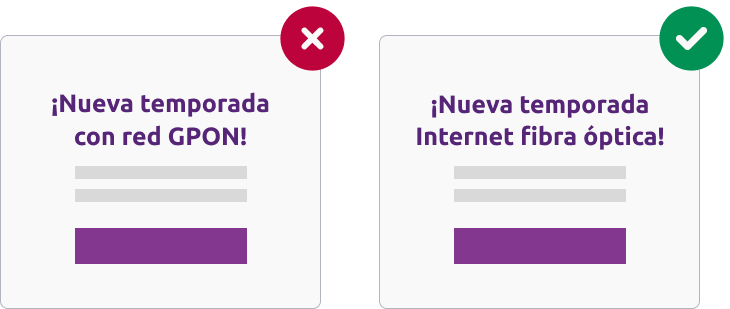 ¡Nueva temporada
con red GPON!
¡Nueva temporada
Internet fibra óptica!